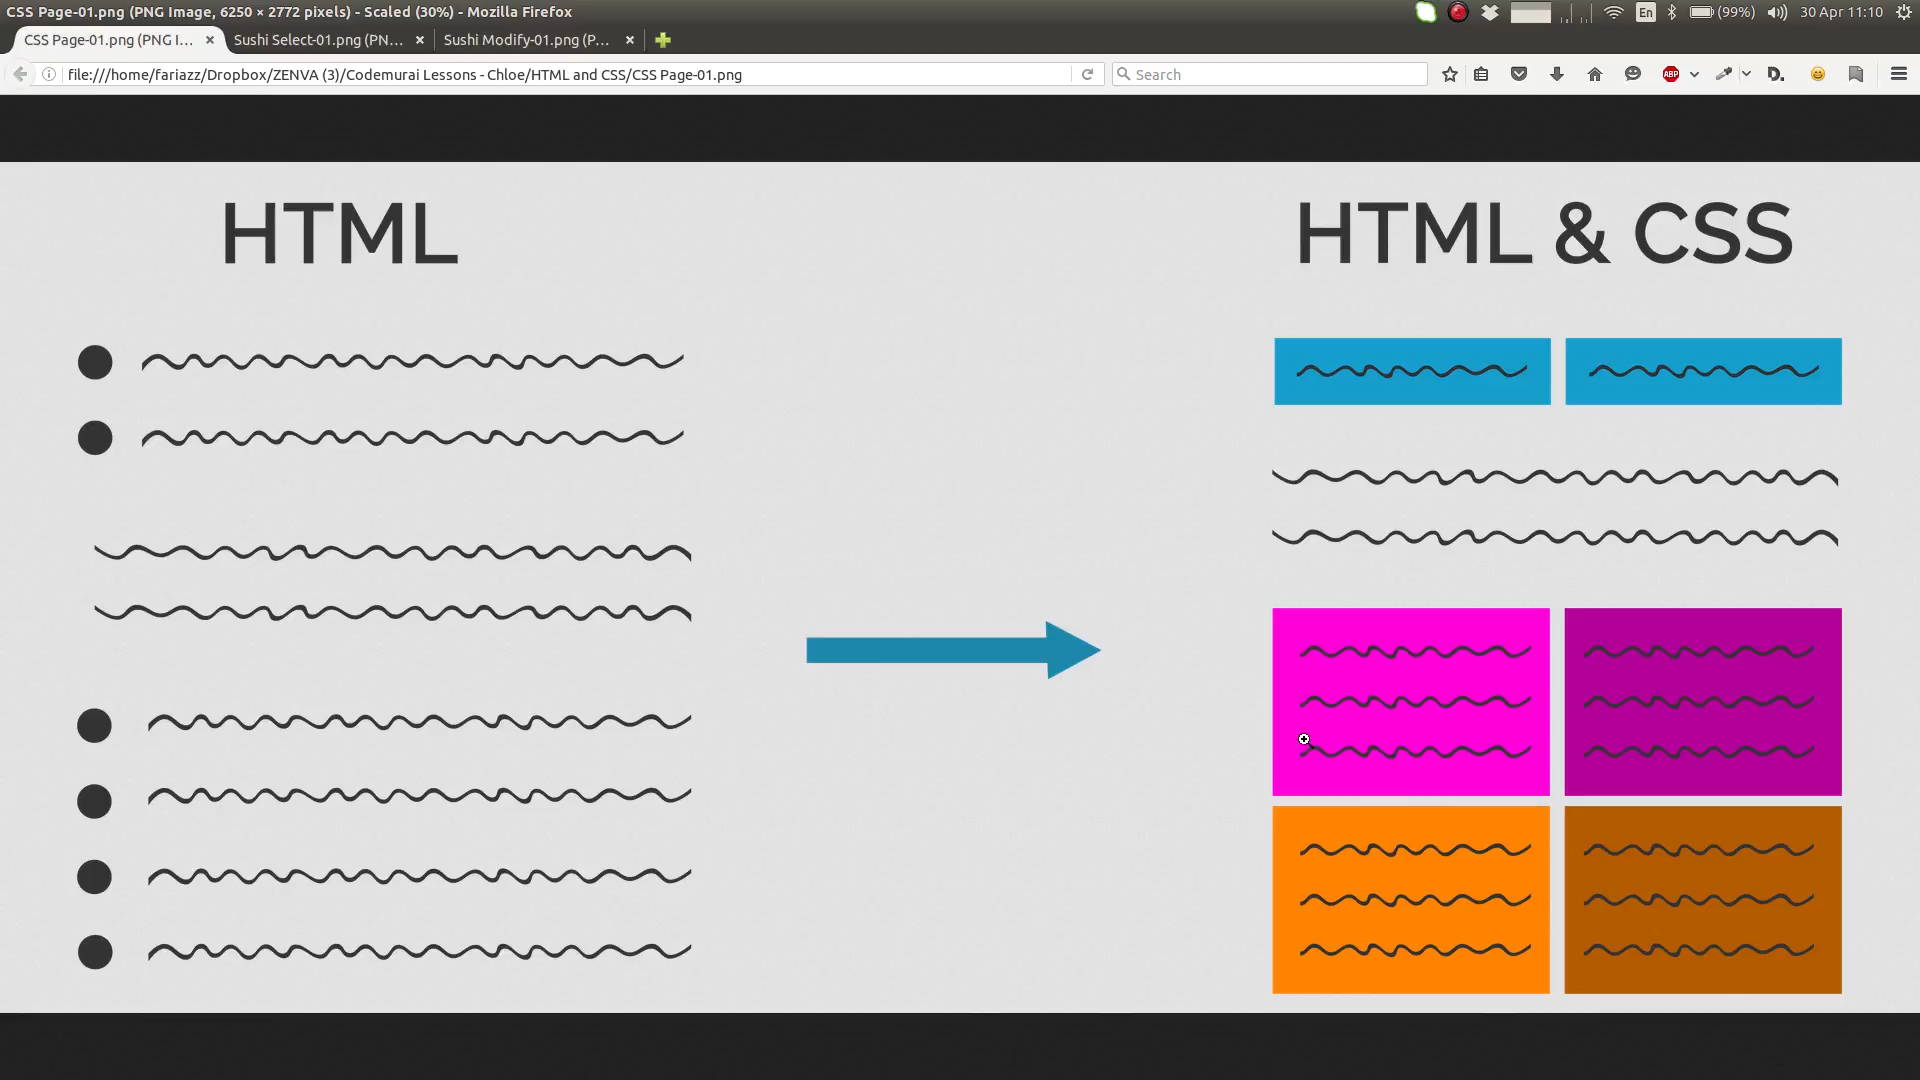 CSS Page-01.png (PNG Image, 6250 × 2772 pixels) - Scaled (30%) - Mozilla Firefox
En (99%) 30 Apr 11:10
CSS Page-01.png (PNG I... Sushi Select-01.png (PN... Sushi Modify-01.png (P...
file:///home/fariazz/Dropbox/ZENVA (3)/Codemurai Lessons - Chloe/HTML and CSS/CSS Page-01.png
Search
ABP
D.
HTML
HTML & CSS